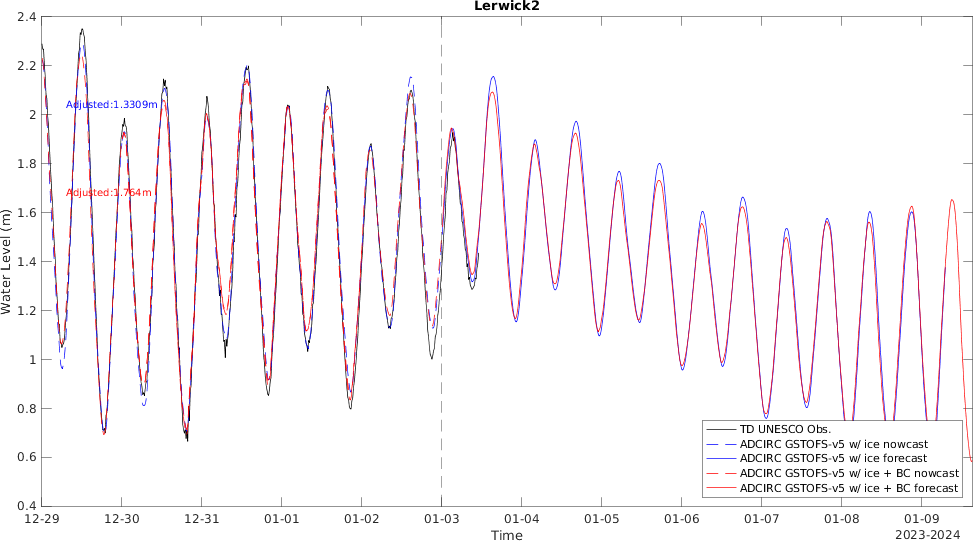 Lerwick2
2.4
2.2
2
1.8
1.6
1.4
1.2
1
0.8
0.6
0.4
Water Level (m)
Adjusted:1.3309m
Adjusted:1.764m
TD UNESCO Obs.
ADCIRC GSTOFS-v5 w/ ice nowcast
ADCIRC GSTOFS-v5 w/ ice forecast
ADCIRC GSTOFS-v5 w/ ice + BC nowcast
ADCIRC GSTOFS-v5 w/ ice + BC forecast
12-29 12-30 12-31 01-01 01-02 01-03 01-04 01-05 01-06 01-07 01-08 01-09
2023-2024
Time